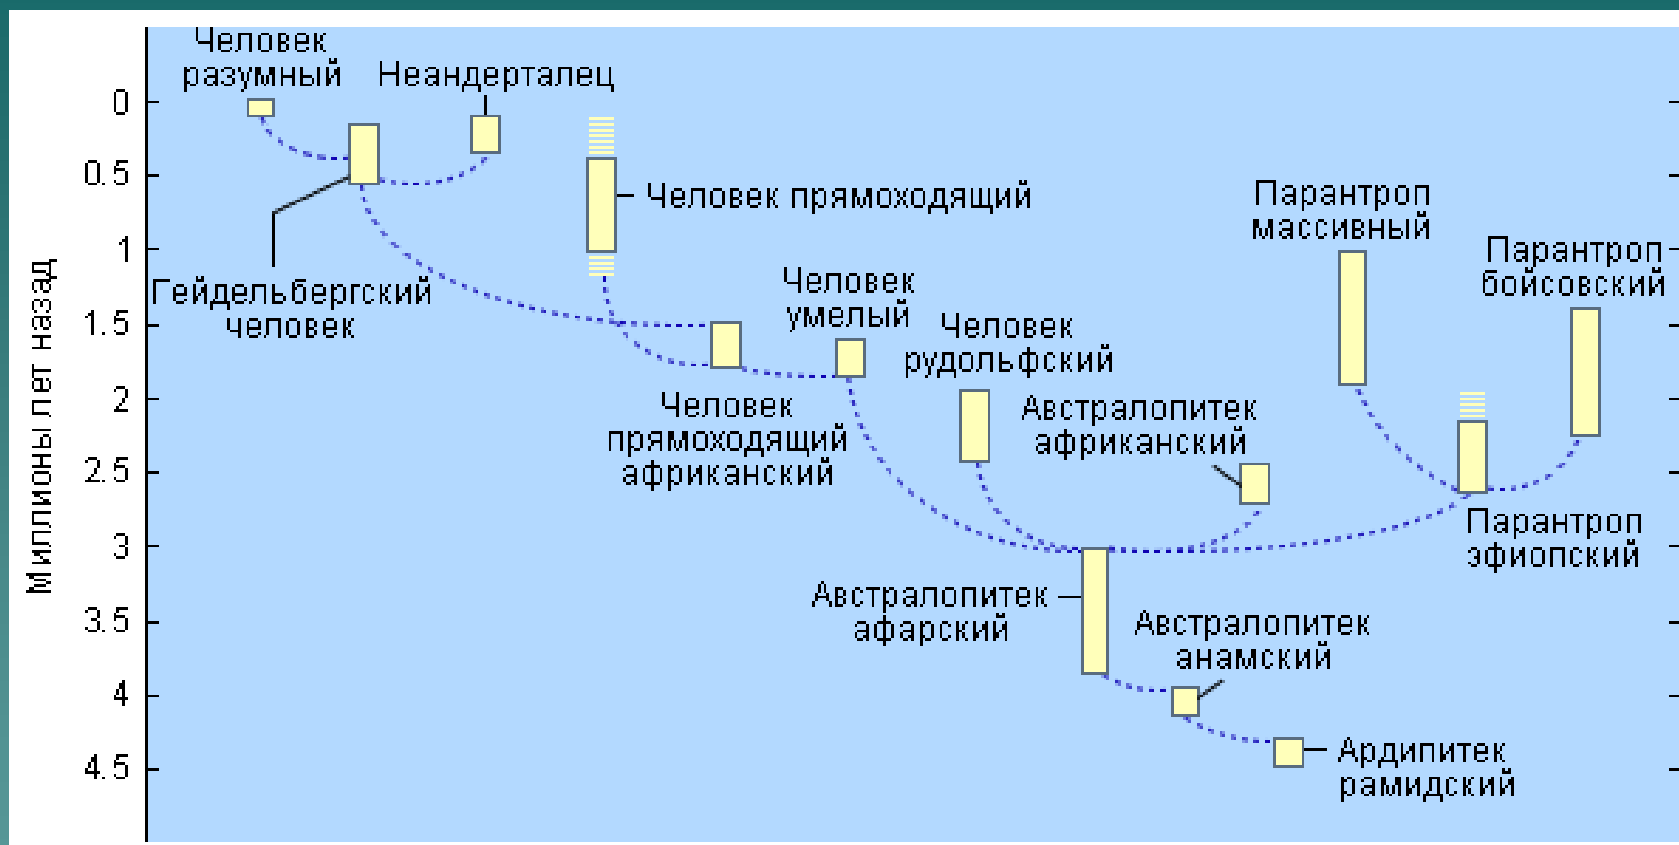 Человек
разумный
Неандерталец
0
0.5
1
1.5
2
2.5
3
3.5
4
4.5
Миллионы лет назад
Гейдельбергский
человек
Человек прямоходящий
Человек
прямоходящий
африканский
Человек
умелый
Человек
рудольфский
Австралопитек
африканский
Парантроп
массивный
Парантроп
бойсовский
Парантроп
эфиопский
Австралопитек
афарский
Австралопитек
анамский
Ардипитек
рамидский